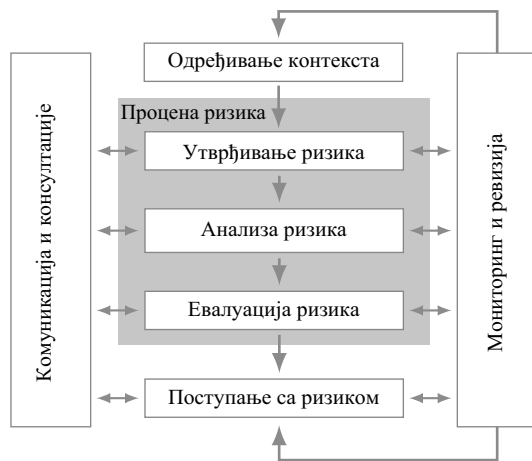 Одређивање контекста
Процена ризика
Утврђивање ризика
Анализа ризика
Евалуација ризика
Поступање са ризиком
Комуникација и консултације
Мониторинг и ревизија